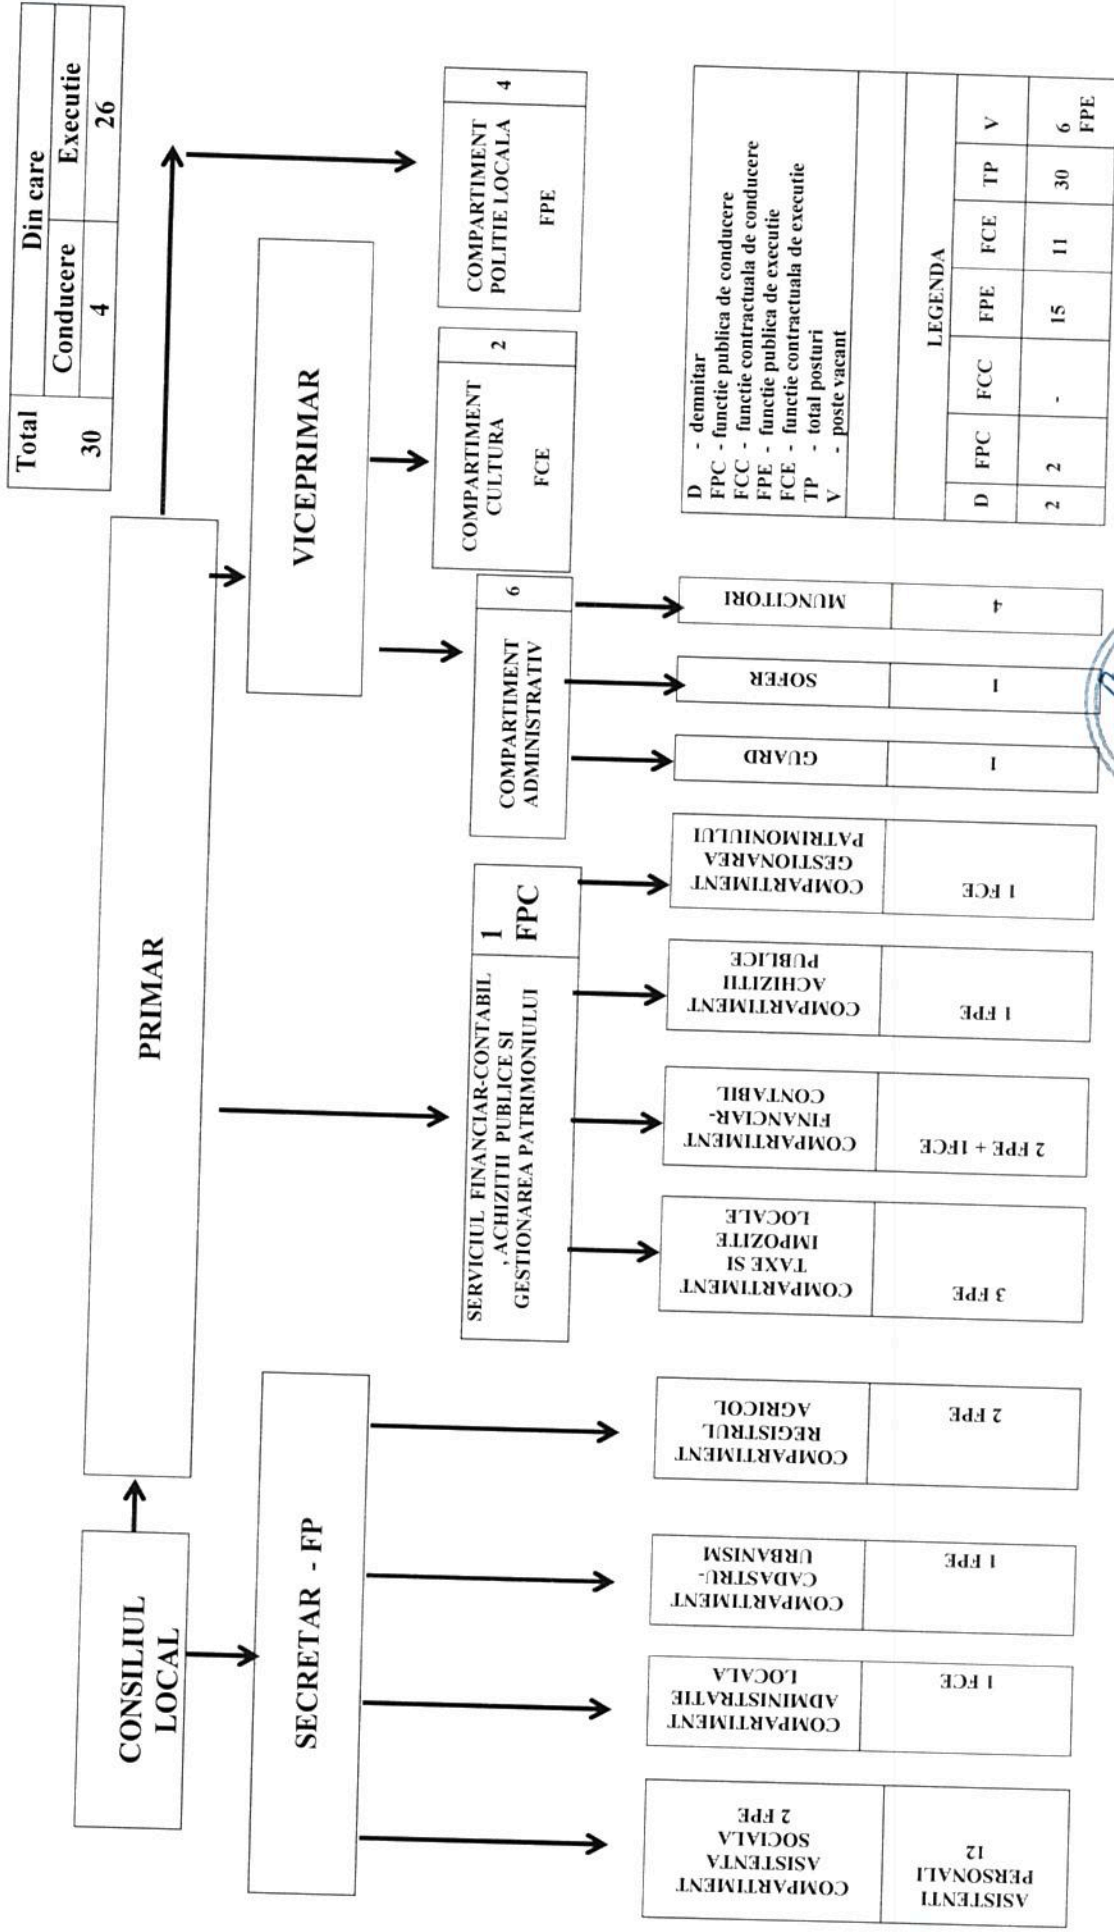 Total
Din care
Conducere
Executie
30
4
26
CONSILIUL
LOCAL
PRIMAR
SECRETAR - FP
VICEPRIMAR
SERVICIUL FINANCIAR-CONTABIL
, ACHIZITII PUBLICE SI
GESTIONAREA PATRIMONIULUI
1
FPC
COMPARTIMENT
ADMINISTRATIV
6
COMPARTIMENT
CULTURA
FCE
2
COMPARTIMENT
POLITIE LOCALA
FPE
4
COMPARTIMENT
ASISTENTA
SOCIALA
2 FPE
ASISTENTI
PERSONALI
12
COMPARTIMENT
ADMINISTRATIE
LOCALA
1 FCE
COMPARTIMENT
CADASTRU-
URBANISM
1 FPE
COMPARTIMENT
REGISTRUL
AGRICOL
2 FPE
COMPARTIMENT
TAXE SI
IMPOZITE
LOCALE
3 FPE
COMPARTIMENT
FINANCIAR-
CONTABIL
2 FPE + 1FCE
COMPARTIMENT
ACHIZITII
PUBLICE
1 FPE
COMPARTIMENT
GESTIONAREA
PATRIMONIULUI
1 FCE
GUARD
1
SOFER
1
MUNCITORI
4
D - demnitar
FPC - functie publica de conducere
FCC - functie contractuala de conducere
FPE - functie publica de executie
FCE - functie contractuala de executie
TP - total posturi
V - poste vacant
LEGENDA
D FPC FCC FPE FCE TP V
2 2 - 15 11 30 6
FPE